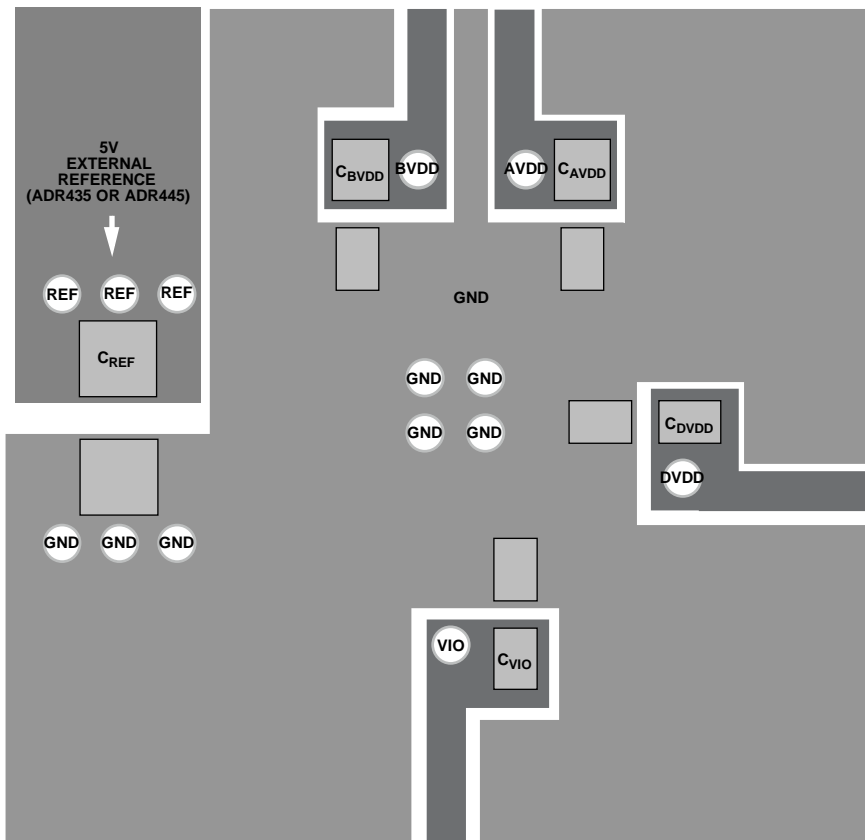 5V
EXTERNAL
REFERENCE
(ADR435 OR ADR445)
CBVDD BVDD AVDD CAVDD
REF REF REF
GND
CREF
GND GND
GND GND
CDVDD
DVDD
GND GND GND
VIO
CVIO